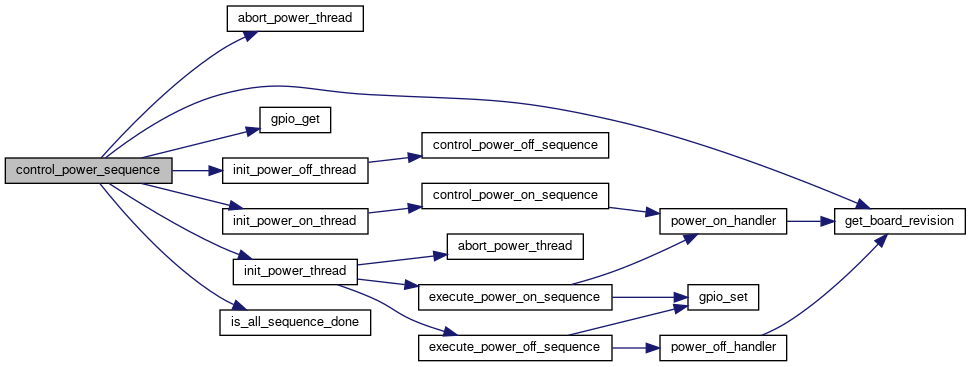 abort_power_thread
gpio_get
control_power_off_sequence
control_power_sequence
init_power_off_thread
control_power_on_sequence
init_power_on_thread
power_on_handler
get_board_revision
abort_power_thread
init_power_thread
execute_power_on_sequence
gpio_set
is_all_sequence_done
execute_power_off_sequence
power_off_handler